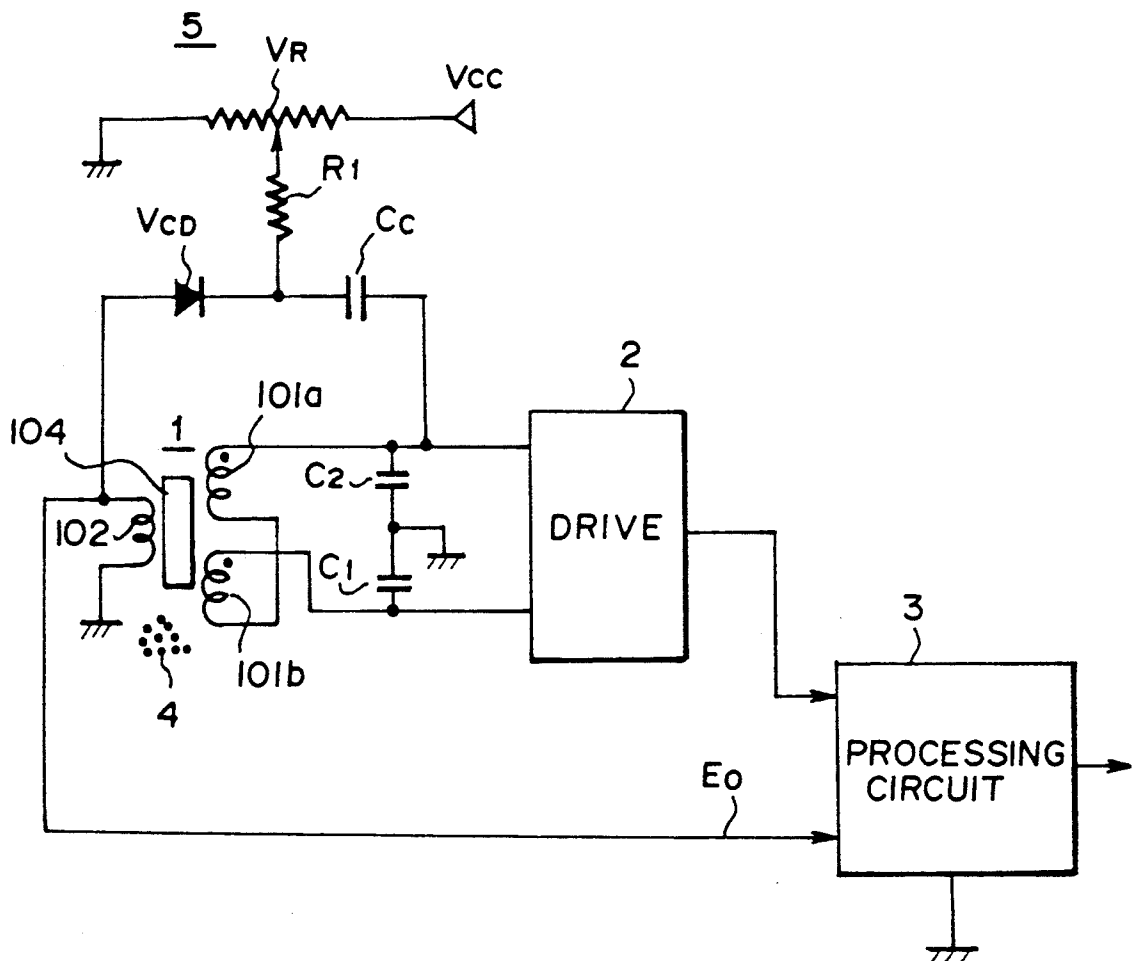 5
VR
VCC
R1
VCD
CC
2
101a
104
1
C2
DRIVE
102
C1
3
101b
4
PROCESSING
CIRCUIT
Eo